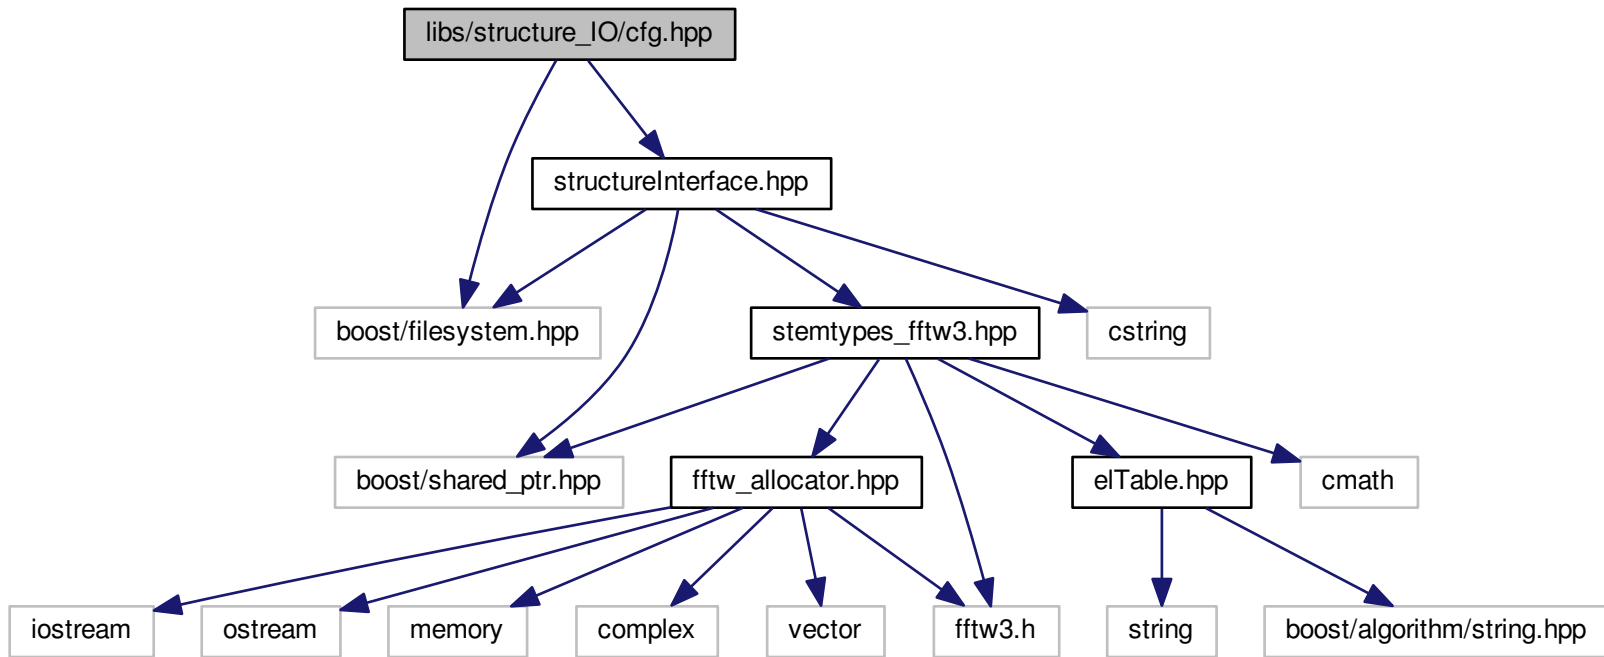 libs/structure_IO/cfg.hpp
structureInterface.hpp
boost/filesystem.hpp
stemtypes_fftw3.hpp
cstring
boost/shared_ptr.hpp
fftw_allocator.hpp
elTable.hpp
cmath
iostream
ostream
memory
complex
vector
fftw3.h
string
boost/algorithm/string.hpp